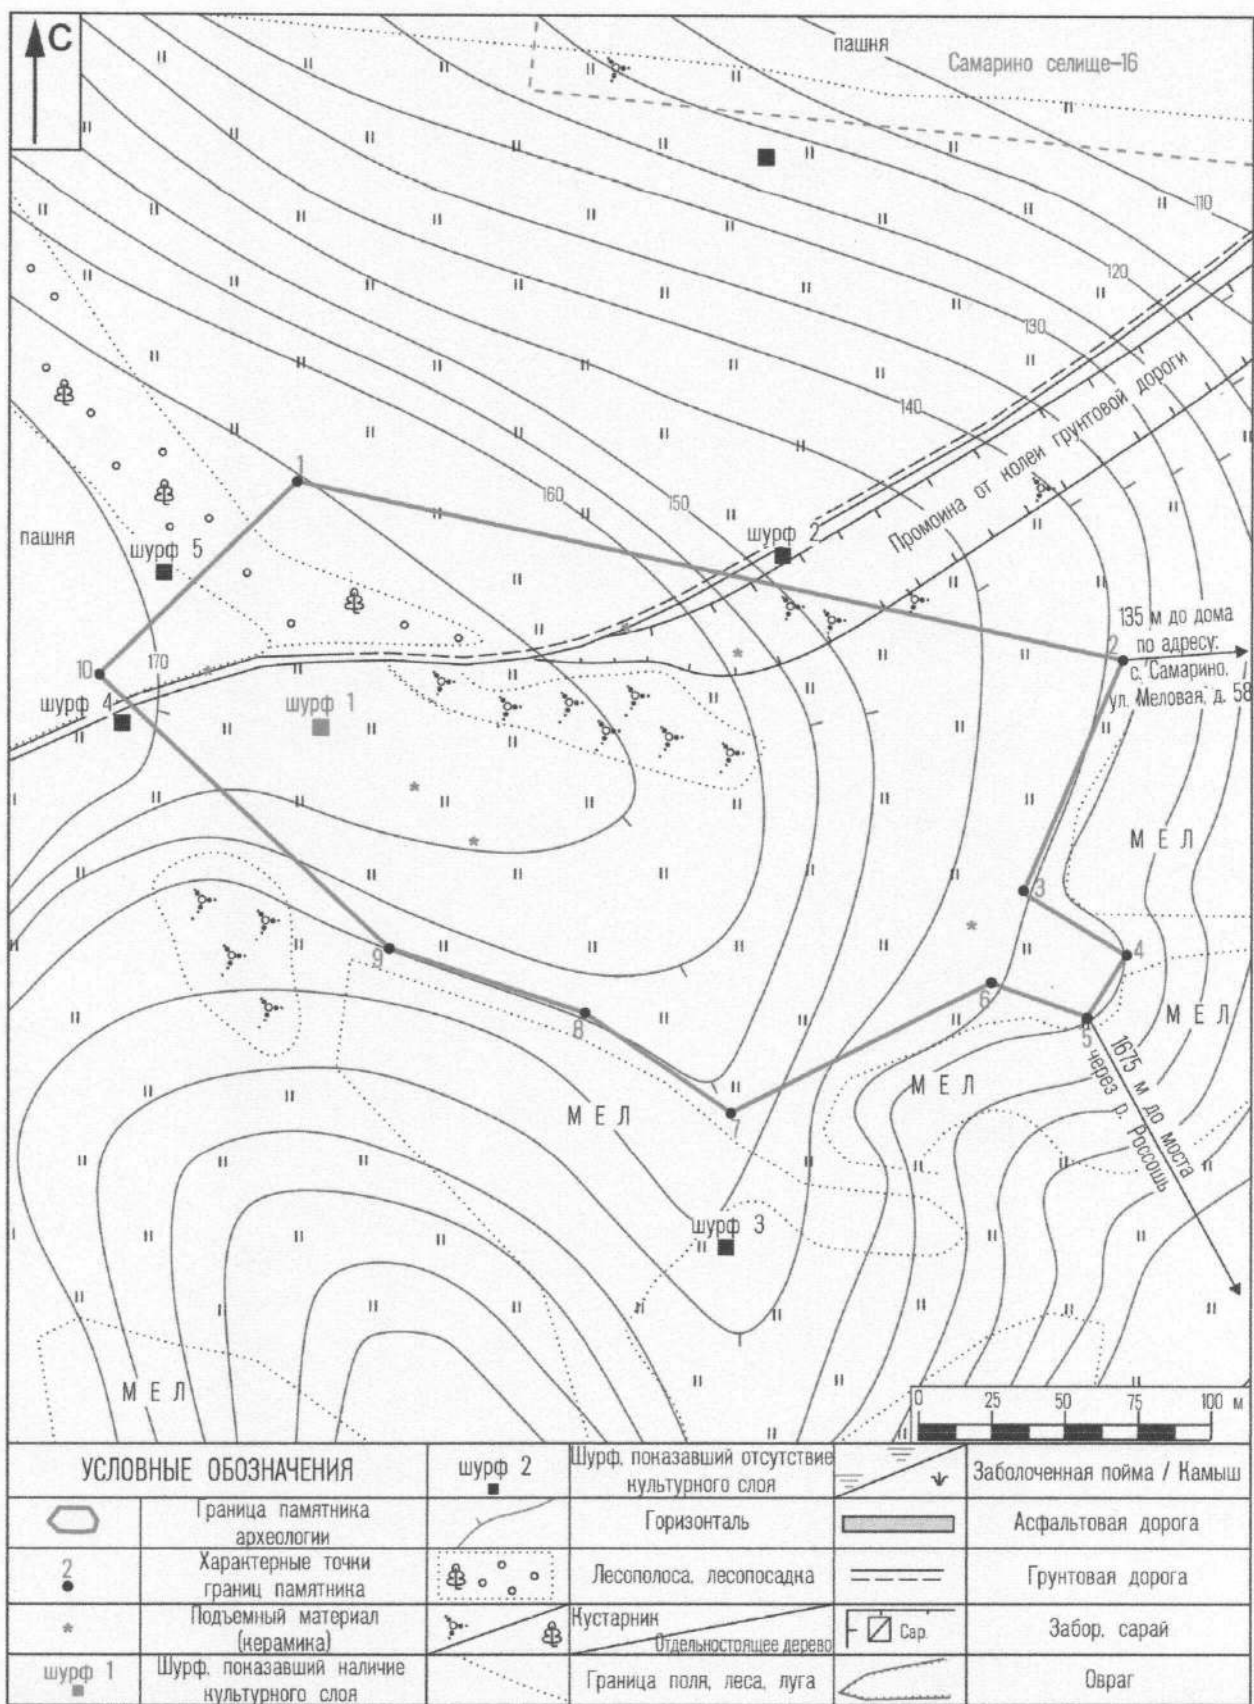 С
пашня
Самарино селище-16
110
120
130
140
150
160
170
1
Промоина от колеи грунтовой дороги
пашня
шурф 5
шурф 2
135 м до дома
по адресу:
с. Самарино,
ул. Меловая, д. 58
2
10
шурф 4
шурф 1
МЕЛ
3
4
9
6
8
5
МЕЛ
МЕЛ
МЕЛ
7
1675 м до моста
через р. Россошь
шурф 3
МЕЛ
0 25 50 75 100 м
УСЛОВНЫЕ ОБОЗНАЧЕНИЯ
шурф 2
Шурф, показавший отсутствие
культурного слоя
Заболоченная пойма / Камыш
Граница памятника
археологии
Горизонталь
Асфальтовая дорога
2
Характерные точки
границ памятника
Лесополоса, лесопосадка
Грунтовая дорога
*
Подъемный материал
(керамика)
Кустарник
Отдельностоящее дерево
Сар.
Забор, сарай
шурф 1
Шурф, показавший наличие
культурного слоя
Граница поля, леса, луга
Овраг